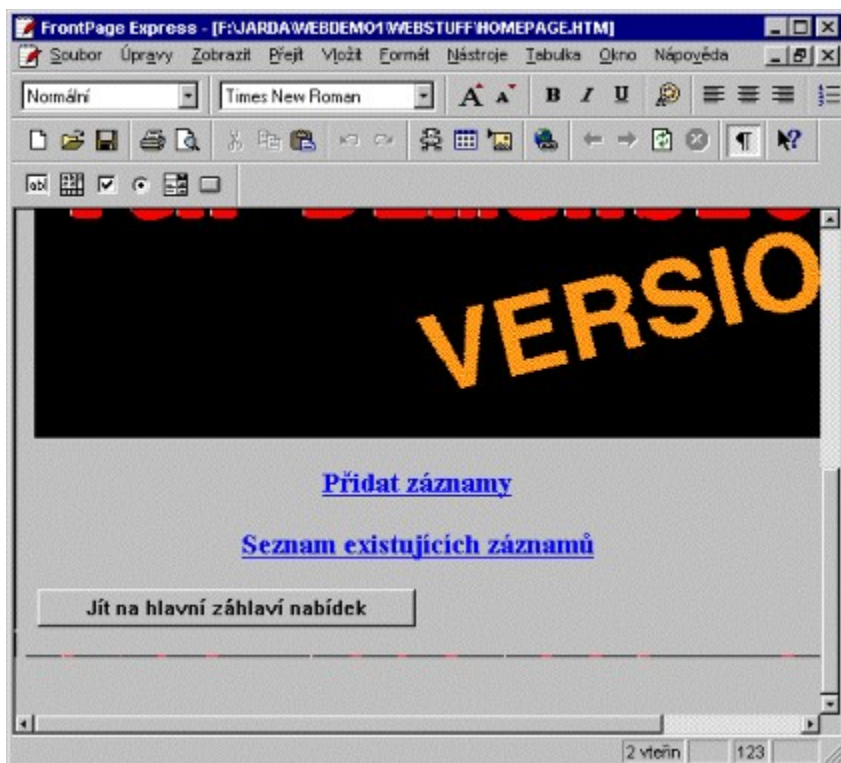 FrontPage Express - [F:\JARDA\WEBDEMO1\WEBSTUFF\HOMEPAGE.HTM]
Soubor Úpravy Zobrazit Přejít Vložit Formát Nástroje Tabulka Okno Nápověda
Normální Times New Roman A A B I U
abl
VERSIO
Přidat záznamy
Seznam existujících záznamů
Jít na hlavní záhlaví nabídek
2 vteřin 123